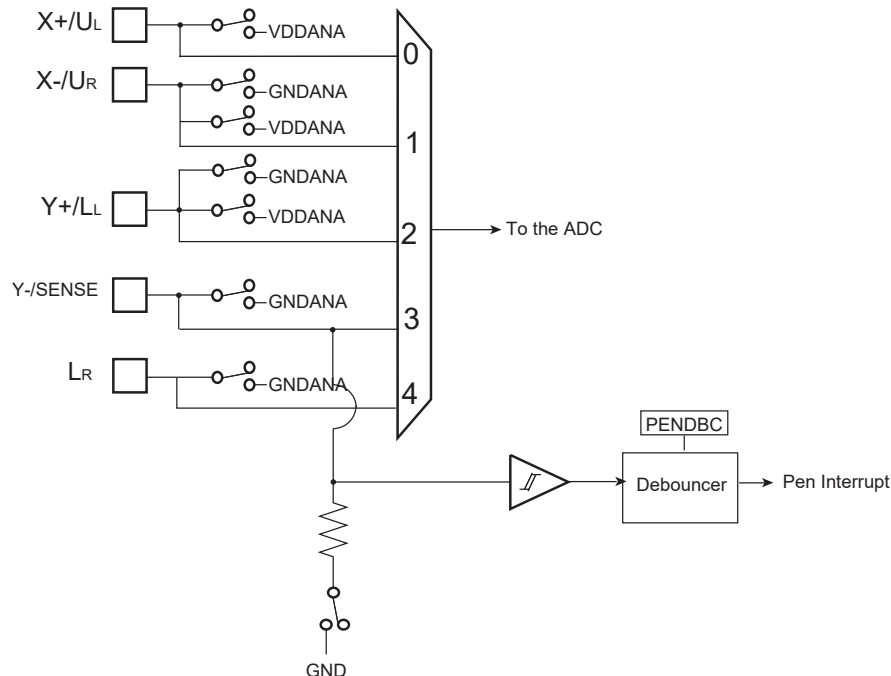 X+/UL
VDDANA
0
X-/UR
GNDANA
VDDANA
1
GNDANA
Y+/LL
VDDANA
2
To the ADC
Y-/SENSE
GNDANA
3
LR
GNDANA
4
PENDBC
Debouncer
Pen Interrupt
GND